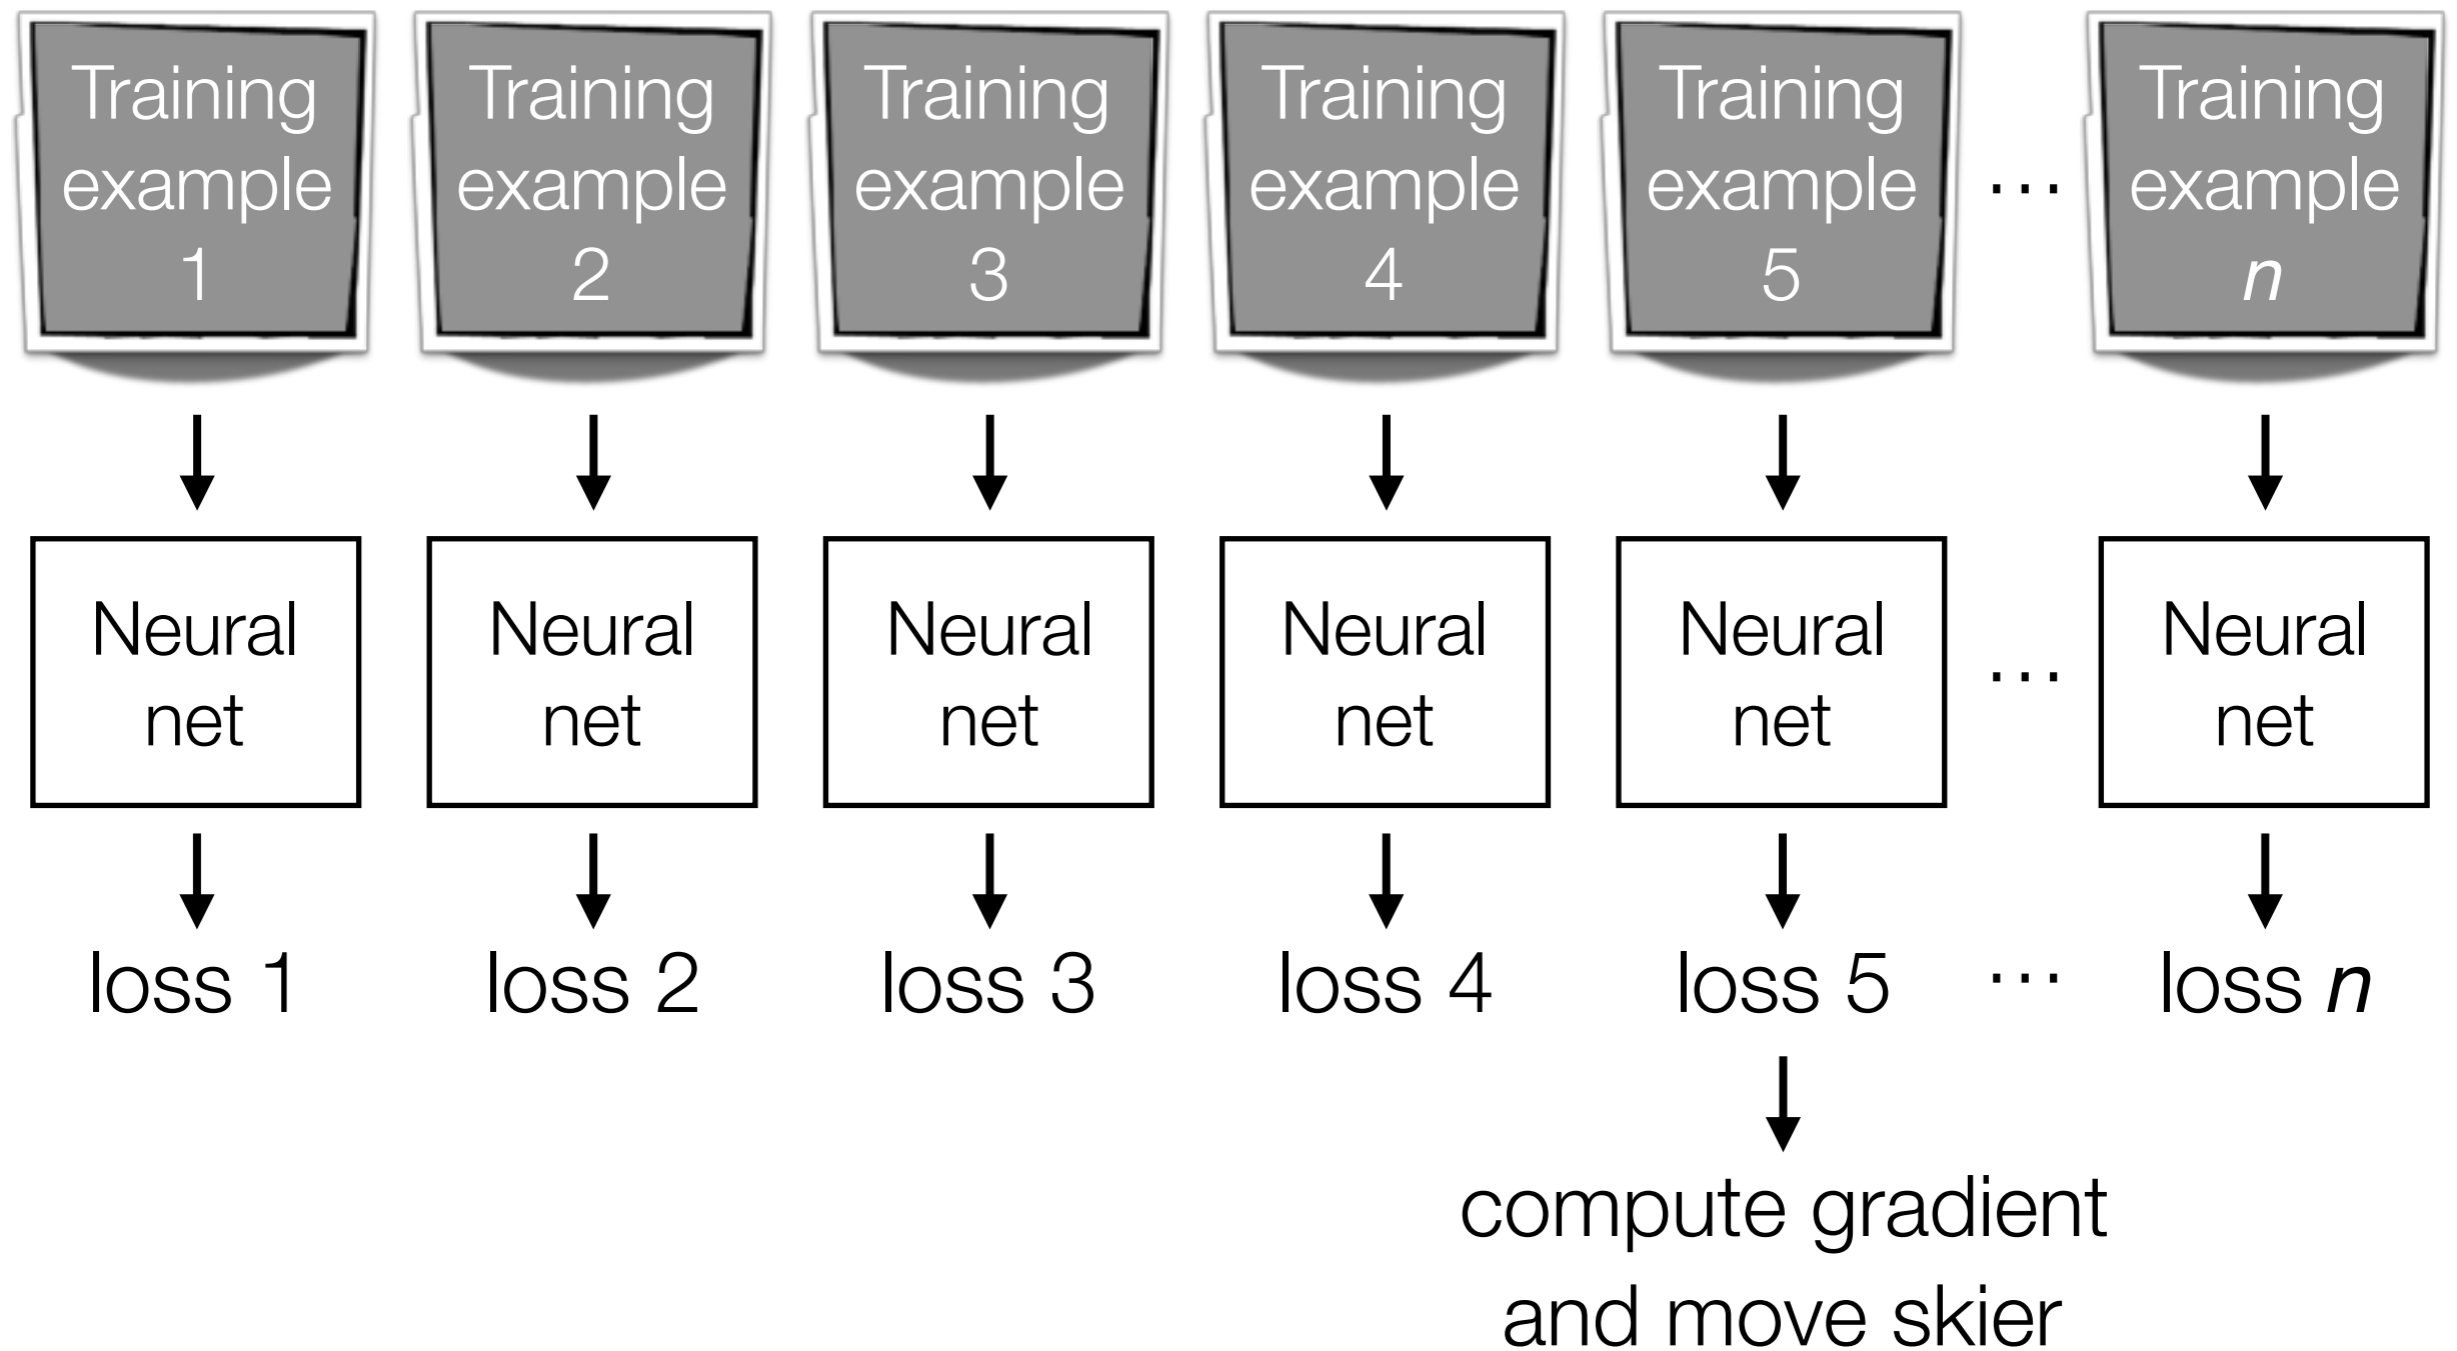 Training
example
1
Training
example
2
Training
example
3
Training
example
4
Training
example
5
...
Training
example
n
Neural
net
Neural
net
Neural
net
Neural
net
Neural
net
...
Neural
net
loss 1
loss 2
loss 3
loss 4
loss 5
...
loss n
compute gradient
and move skier